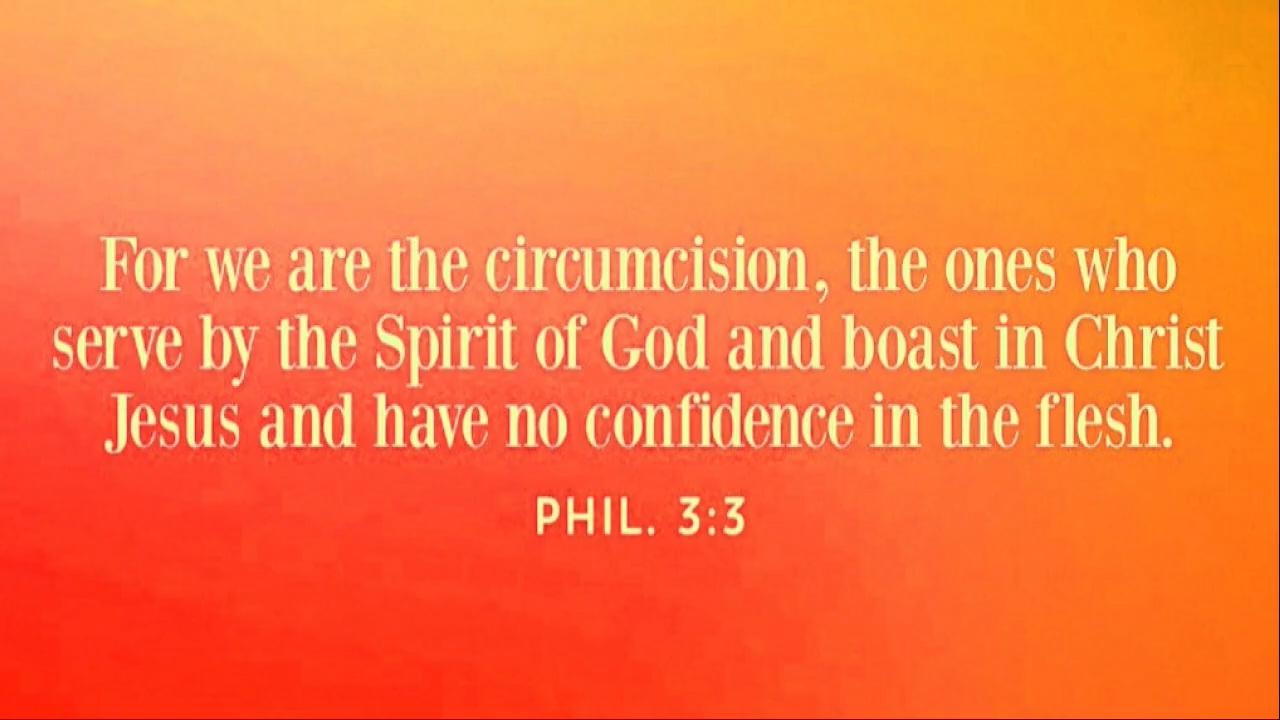 For we are the circumcision, the ones who
serve by the Spirit of God and boast in Christ
Jesus and have no confidence in the flesh.
PHIL. 3:3